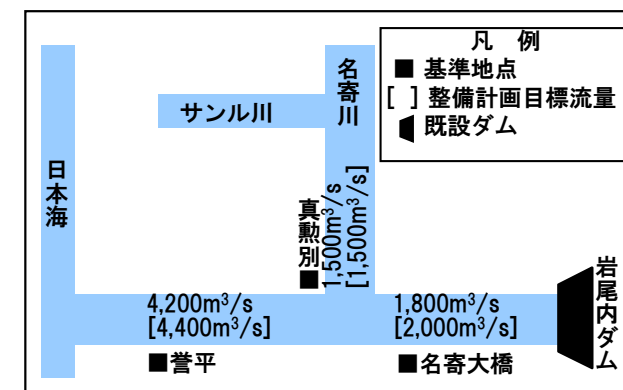 凡 例
■ 基準地点
[ ] 整備計画目標流量
既設ダム
名寄川
サンル川
日本海
真勲別■
1,500m³/s
[1,500m³/s]
4,200m³/s
[4,400m³/s]
1,800m³/s
[2,000m³/s]
岩尾内ダム
■誉平
■名寄大橋